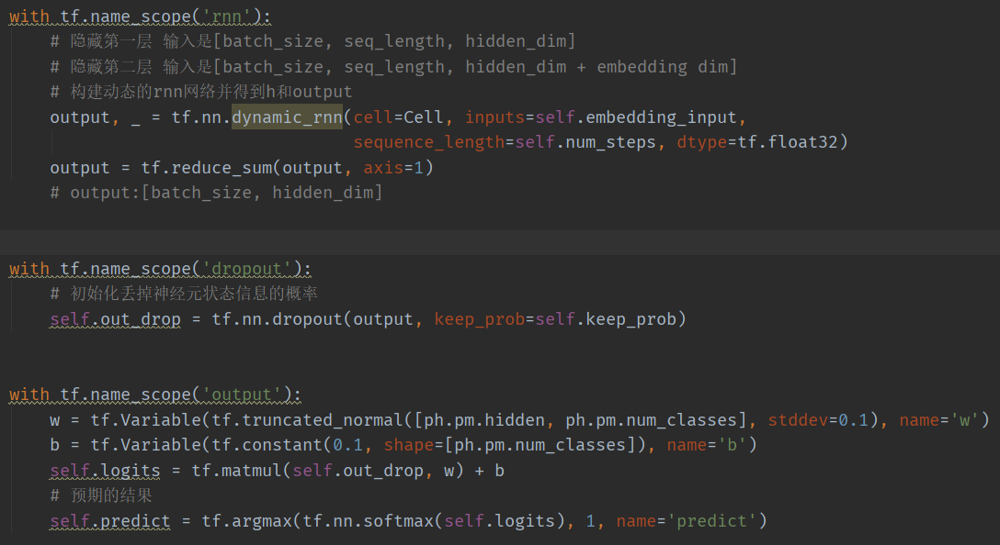 with tf.name_scope('rnn'):
# 隐藏第一层 输入是[batch_size, seq_length, hidden_dim]
# 隐藏第二层 输入是[batch_size, seq_length, hidden_dim + embedding dim]
# 构建动态的rnn网络并得到h和output
output, _ = tf.nn.dynamic_rnn(cell=Cell, inputs=self.embedding_input,
sequence_length=self.num_steps, dtype=tf.float32)
output = tf.reduce_sum(output, axis=1)
# output:[batch_size, hidden_dim]
with tf.name_scope('dropout'):
# 初始化丢掉神经元状态信息的概率
self.out_drop = tf.nn.dropout(output, keep_prob=self.keep_prob)
with tf.name_scope('output'):
w = tf.Variable(tf.truncated_normal([ph.pm.hidden, ph.pm.num_classes], stddev=0.1), name='w')
b = tf.Variable(tf.constant(0.1, shape=[ph.pm.num_classes]), name='b')
self.logits = tf.matmul(self.out_drop, w) + b
# 预期的结果
self.predict = tf.argmax(tf.nn.softmax(self.logits), 1, name='predict')